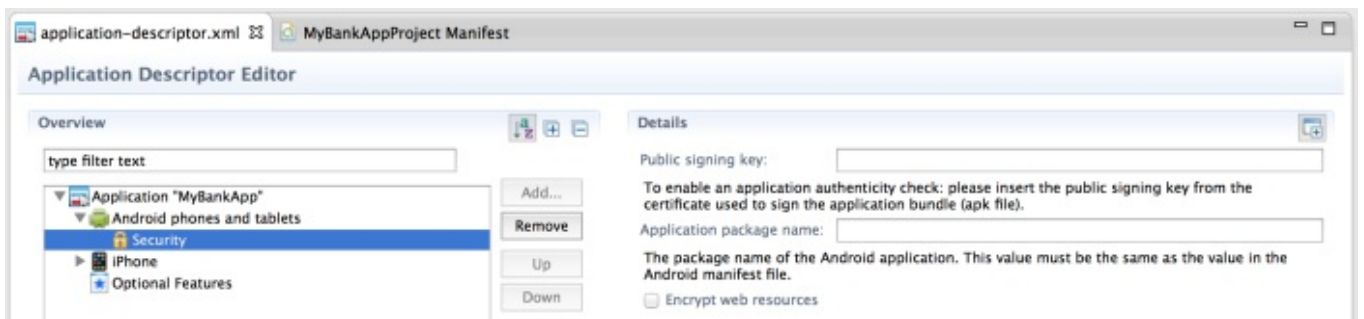 application-descriptor.xml MyBankAppProject Manifest
Application Descriptor Editor
Overview
type filter text
Application "MyBankApp"
Android phones and tablets
Security
iPhone
Optional Features
Add...
Remove
Up
Down
Details
Public signing key:
To enable an application authenticity check: please insert the public signing key from the
certificate used to sign the application bundle (apk file).
Application package name:
The package name of the Android application. This value must be the same as the value in the
Android manifest file.
Encrypt web resources